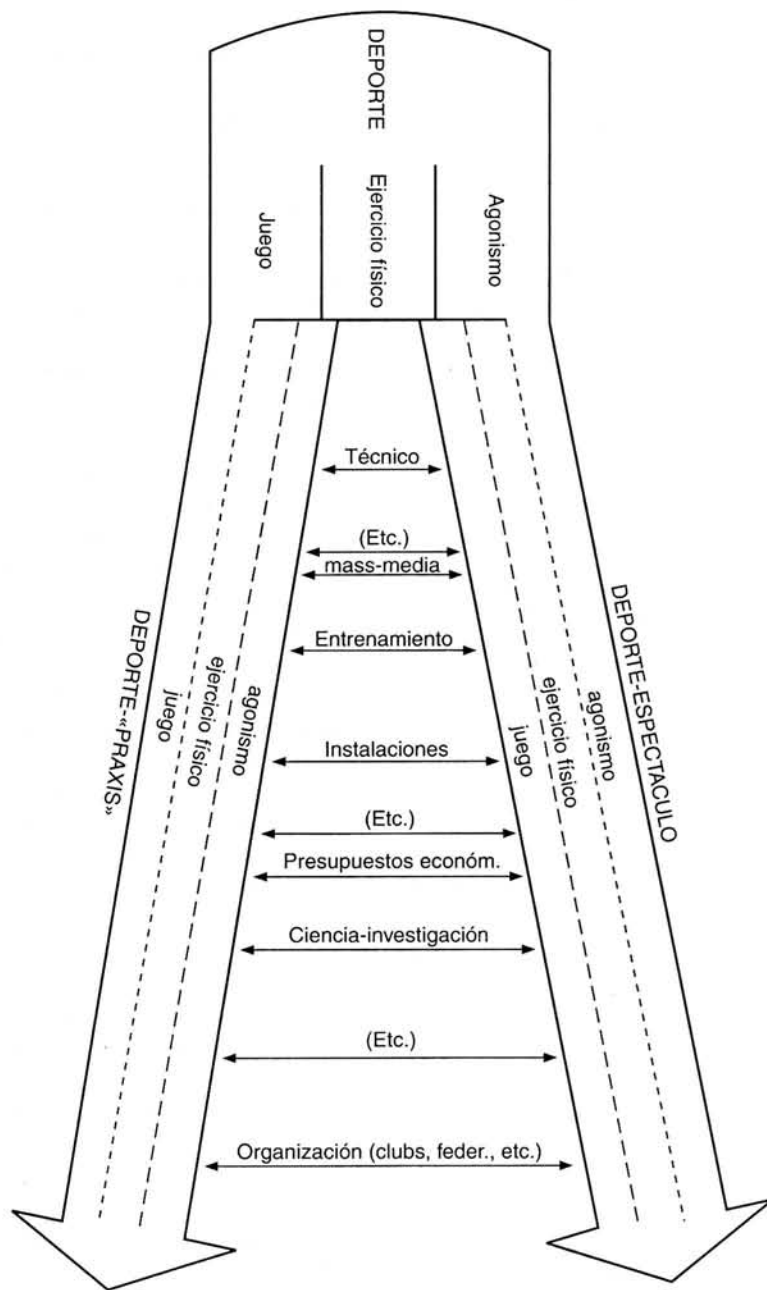 DEPORTE
Juego
Ejercicio físico
Agonismo
Técnico
(Etc.)
mass-media
Entrenamiento
DEPORTE-«PRAXIS»
juego
ejercicio físico
agonismo
juego
ejercicio físico
agonismo
DEPORTE-ESPECTACULO
Instalaciones
(Etc.)
Presupuestos económ.
Ciencia-investigación
(Etc.)
Organización (clubs, feder., etc.)